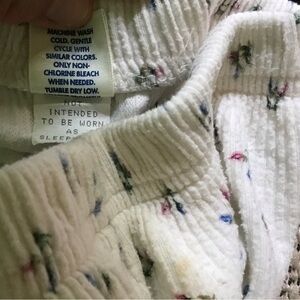 MACHINE WASH
COLD, GENTLE
CYCLE WITH
SIMILAR COLORS.
ONLY NON-
CHLORINE BLEACH
WHEN NEEDED.
TUMBLE DRY LOW.
NOT
INTENDED
TO BE WORN
AS